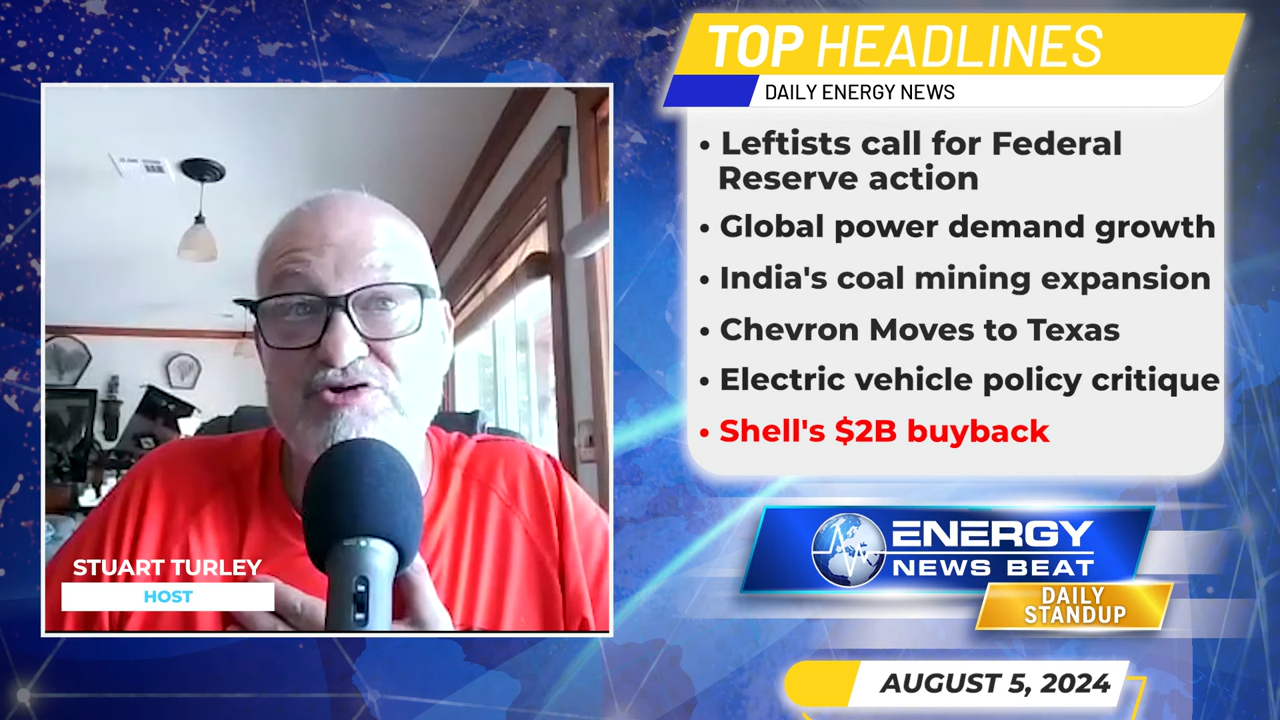 TOP HEADLINES
DAILY ENERGY NEWS
• Leftists call for Federal
Reserve action
• Global power demand growth
• India's coal mining expansion
• Chevron Moves to Texas
• Electric vehicle policy critique
• Shell's $2B buyback
STUART TURLEY
HOST
ENERGY
NEWS BEAT
DAILY
STANDUP
AUGUST 5, 2024